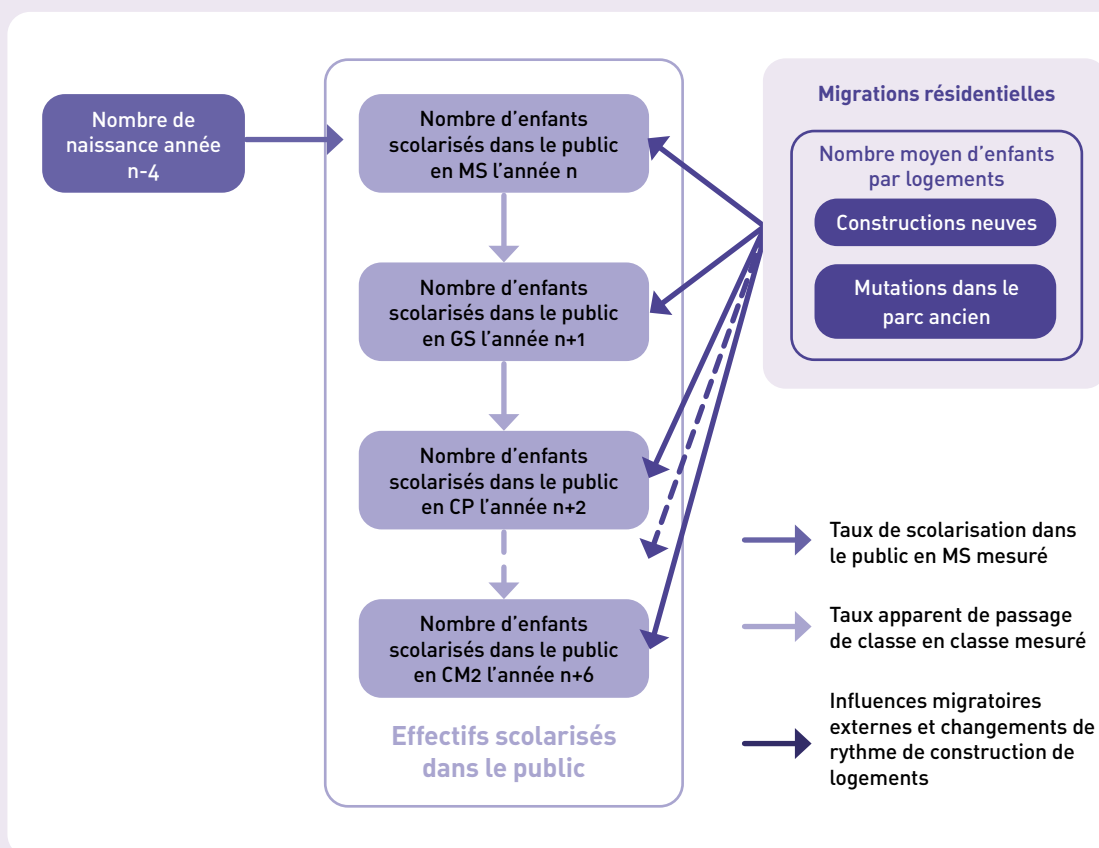 Nombre de
naissance année
n-4
Nombre d'enfants
scolarisés dans le public
en MS l'année n
Nombre d'enfants
scolarisés dans le public
en GS l'année n+1
Nombre d'enfants
scolarisés dans le public
en CP l'année n+2
Nombre d'enfants
scolarisés dans le public
en CM2 l'année n+6
Effectifs scolarisés
dans le public
Migrations résidentielles
Nombre moyen d'enfants
par logements
Constructions neuves
Mutations dans le
parc ancien
Taux de scolarisation dans
le public en MS mesuré
Taux apparent de passage
de classe en classe mesuré
Influences migratoires
externes et changements de
rythme de construction de
logements